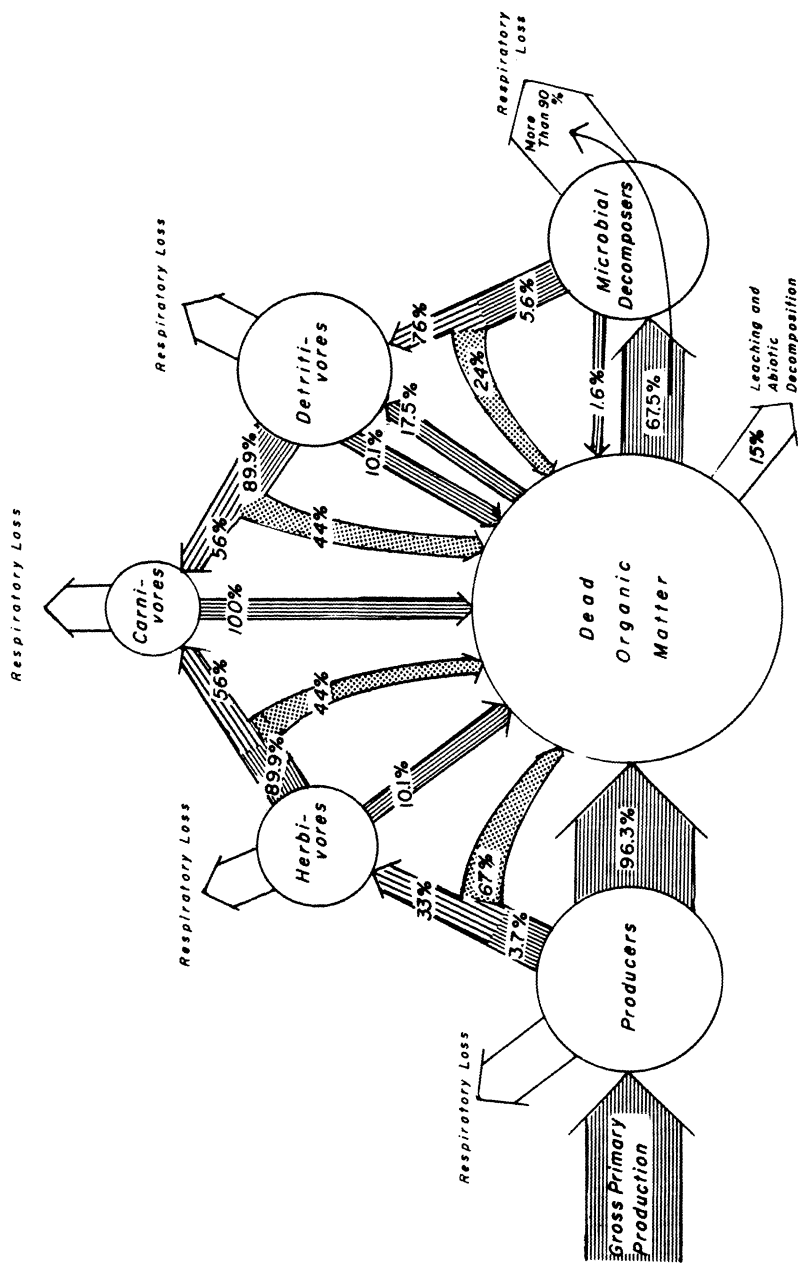 Respiratory Loss
Carni-
vores
Respiratory Loss
Respiratory Loss
Herbi-
vores
Detriti-
vores
89.9%
56%
44%
56%
89.9%
44%
100%
10.1%
10.1%
17.5%
33%
3.7%
67%
76%
56%
24%
1.6%
67.5%
Respiratory Loss
Respiratory
Loss
More
Than 90
%
Gross Primary
Production
Producers
96.3%
Dead
Organic
Matter
Microbial
Decomposers
15%
Leaching and
Abiotic
Decomposition